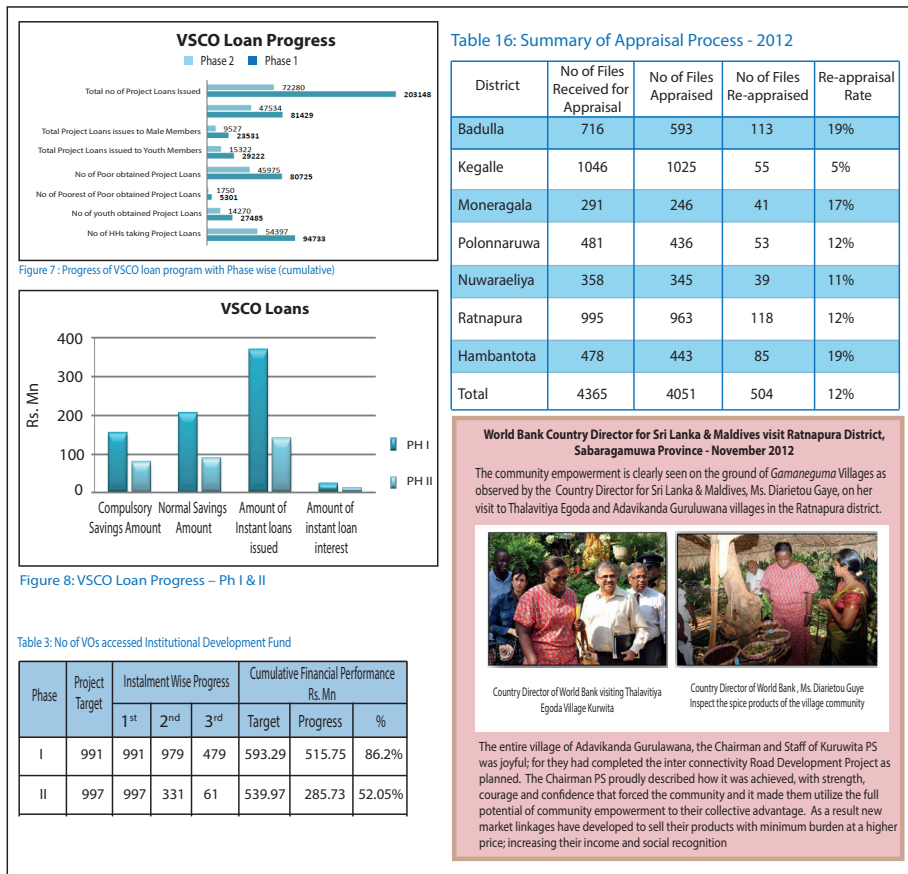 VSCO Loan Progress
Phase 2 Phase 1
Total no of Project Loans Issued 72280 203148
47534 81429
Total Project Loans issues to Male Members 9527 23531
Total Project Loans issued to Youth Members 15322 29222
No of Poor obtained Project Loans 45975 80725
No of Poorest of Poor obtained Project Loans 1750 5301
No of youth obtained Project Loans 14270 27485
No of HHs taking Project Loans 54397 94733
Figure 7 : Progress of VSCO loan program with Phase wise (cumulative)
VSCO Loans
Rs. Mn
400
300
200
100
0
PH I
PH II
Compulsory Savings Amount
Normal Savings Amount
Amount of Instant loans issued
Amount of instant loan interest
Figure 8: VSCO Loan Progress – Ph I & II
Table 3: No of VOs accessed Institutional Development Fund
Phase Project Target Instalment Wise Progress Cumulative Financial Performance Rs. Mn
1st 2nd 3rd Target Progress %
I 991 991 979 479 593.29 515.75 86.2%
II 997 997 331 61 539.97 285.73 52.05%
Table 16: Summary of Appraisal Process - 2012
District No of Files Received for Appraisal No of Files Appraised No of Files Re-appraised Re-appraisal Rate
Badulla 716 593 113 19%
Kegalle 1046 1025 55 5%
Moneragala 291 246 41 17%
Polonnaruwa 481 436 53 12%
Nuwaraeliya 358 345 39 11%
Ratnapura 995 963 118 12%
Hambantota 478 443 85 19%
Total 4365 4051 504 12%
World Bank Country Director for Sri Lanka & Maldives visit Ratnapura District,
Sabaragamuwa Province - November 2012
The community empowerment is clearly seen on the ground of Gamaneguma Villages as
observed by the Country Director for Sri Lanka & Maldives, Ms. Diarietou Gaye, on her
visit to Thalavitiya Egoda and Adavikanda Guruluwana villages in the Ratnapura district.
Country Director of World Bank visiting Thalavitiya
Egoda Village Kurwita
Country Director of World Bank , Ms. Diarietou Guye
Inspect the spice products of the village community
The entire village of Adavikanda Gurulawana, the Chairman and Staff of Kuruwita PS
was joyful; for they had completed the inter connectivity Road Development Project as
planned. The Chairman PS proudly described how it was achieved, with strength,
courage and confidence that forced the community and it made them utilize the full
potential of community empowerment to their collective advantage. As a result new
market linkages have developed to sell their products with minimum burden at a higher
price; increasing their income and social recognition